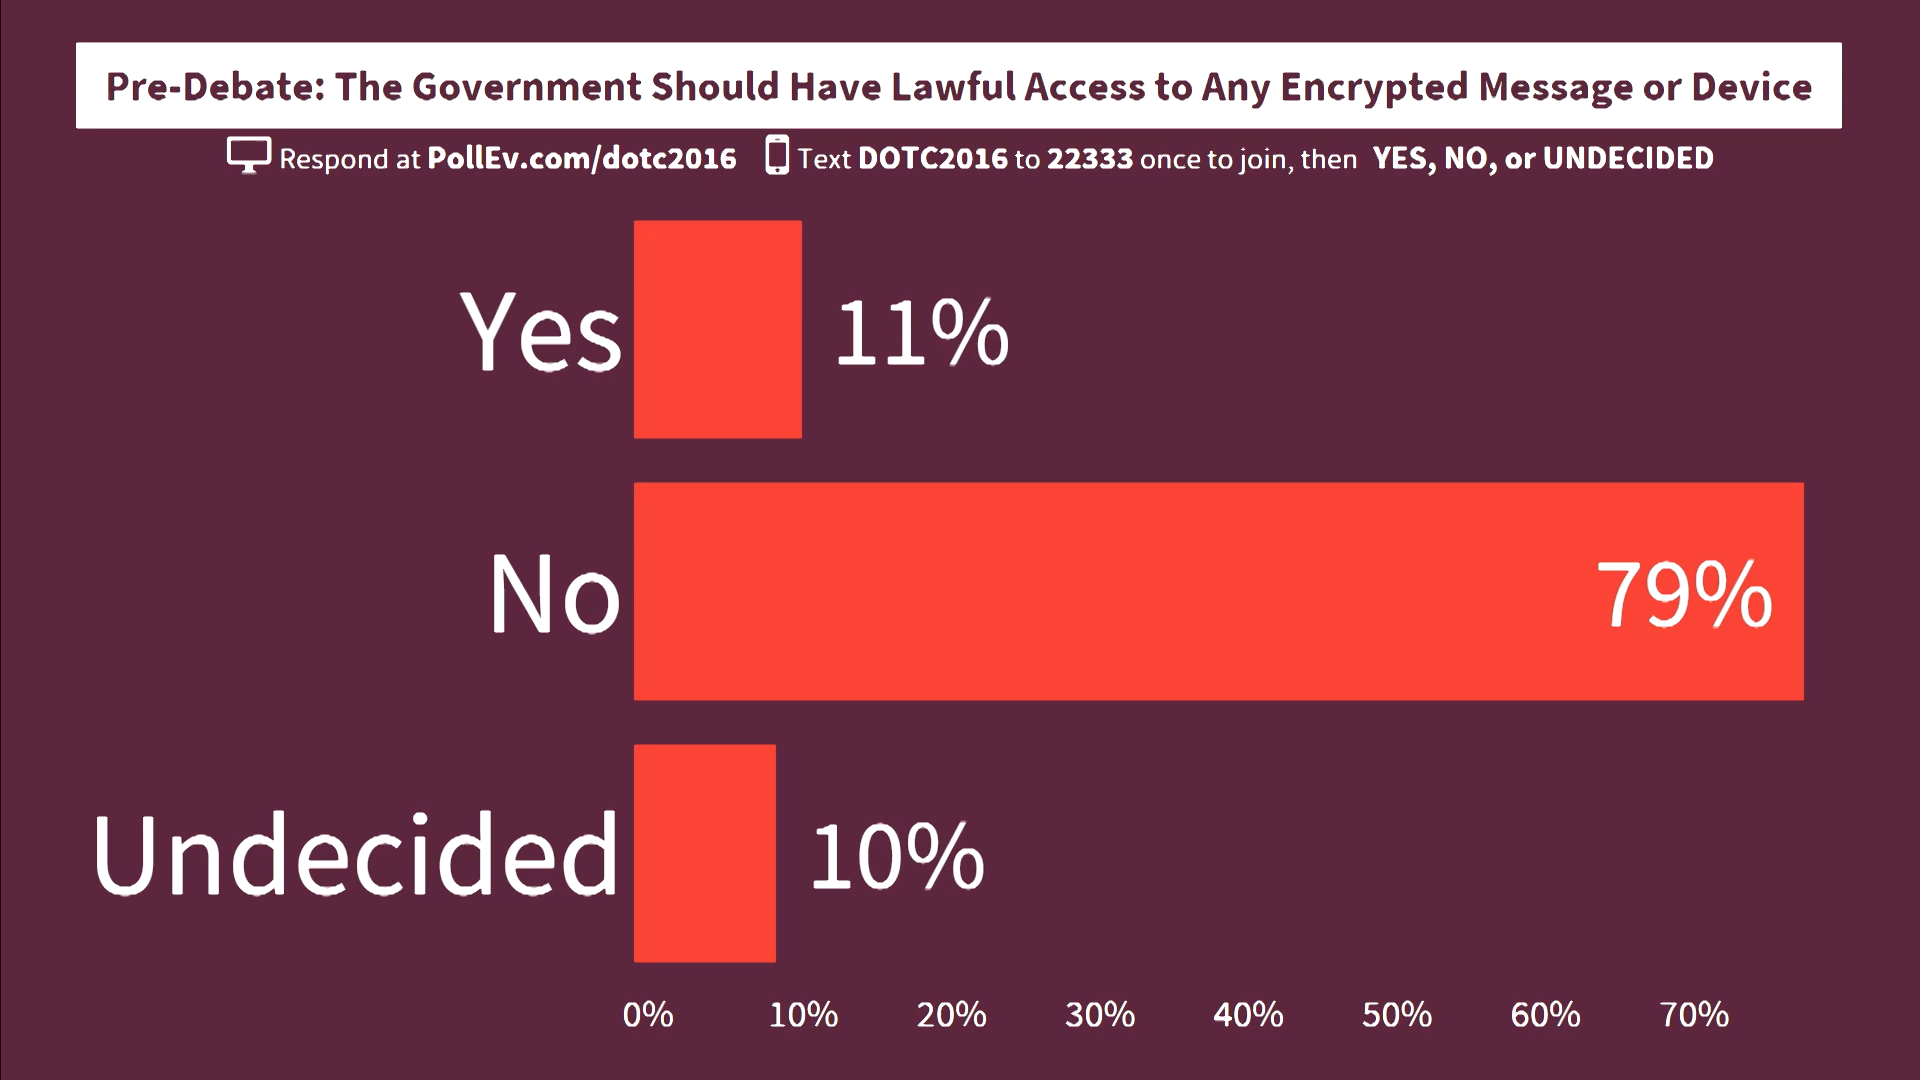 Pre-Debate: The Government Should Have Lawful Access to Any Encrypted Message or Device
Respond at PollEv.com/dotc2016 Text DOTC2016 to 22333 once to join, then YES, NO, or UNDECIDED
Yes 11%
No 79%
Undecided 10%
0% 10% 20% 30% 40% 50% 60% 70%